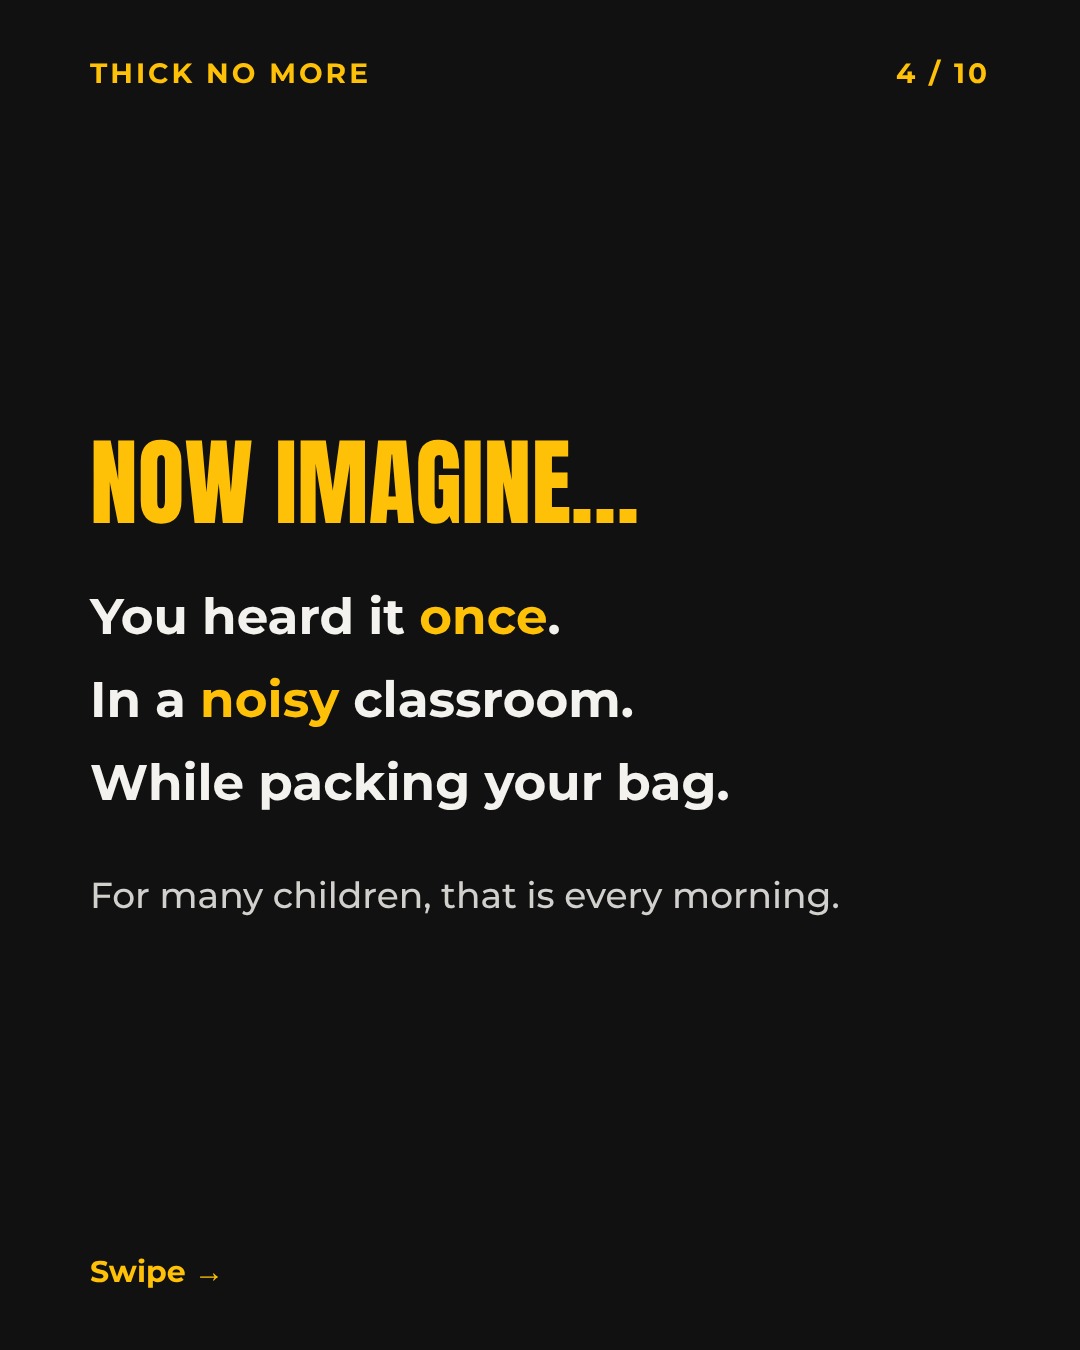 THICK NO MORE
4 / 10
NOW IMAGINE...
You heard it once.
In a noisy classroom.
While packing your bag.
For many children, that is every morning.
Swipe →